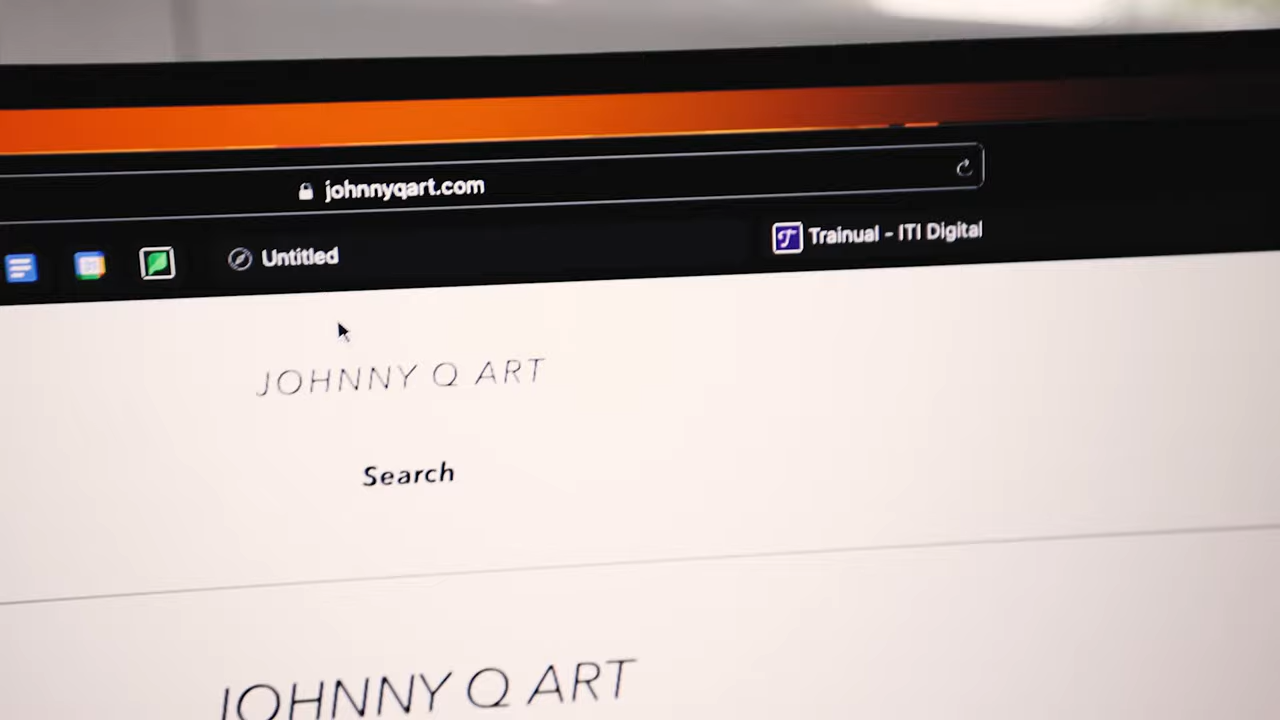 johnnyqart.com
Untitled
Trainual - ITI Digital
JOHNNY Q ART
Search
JOHNNY Q ART